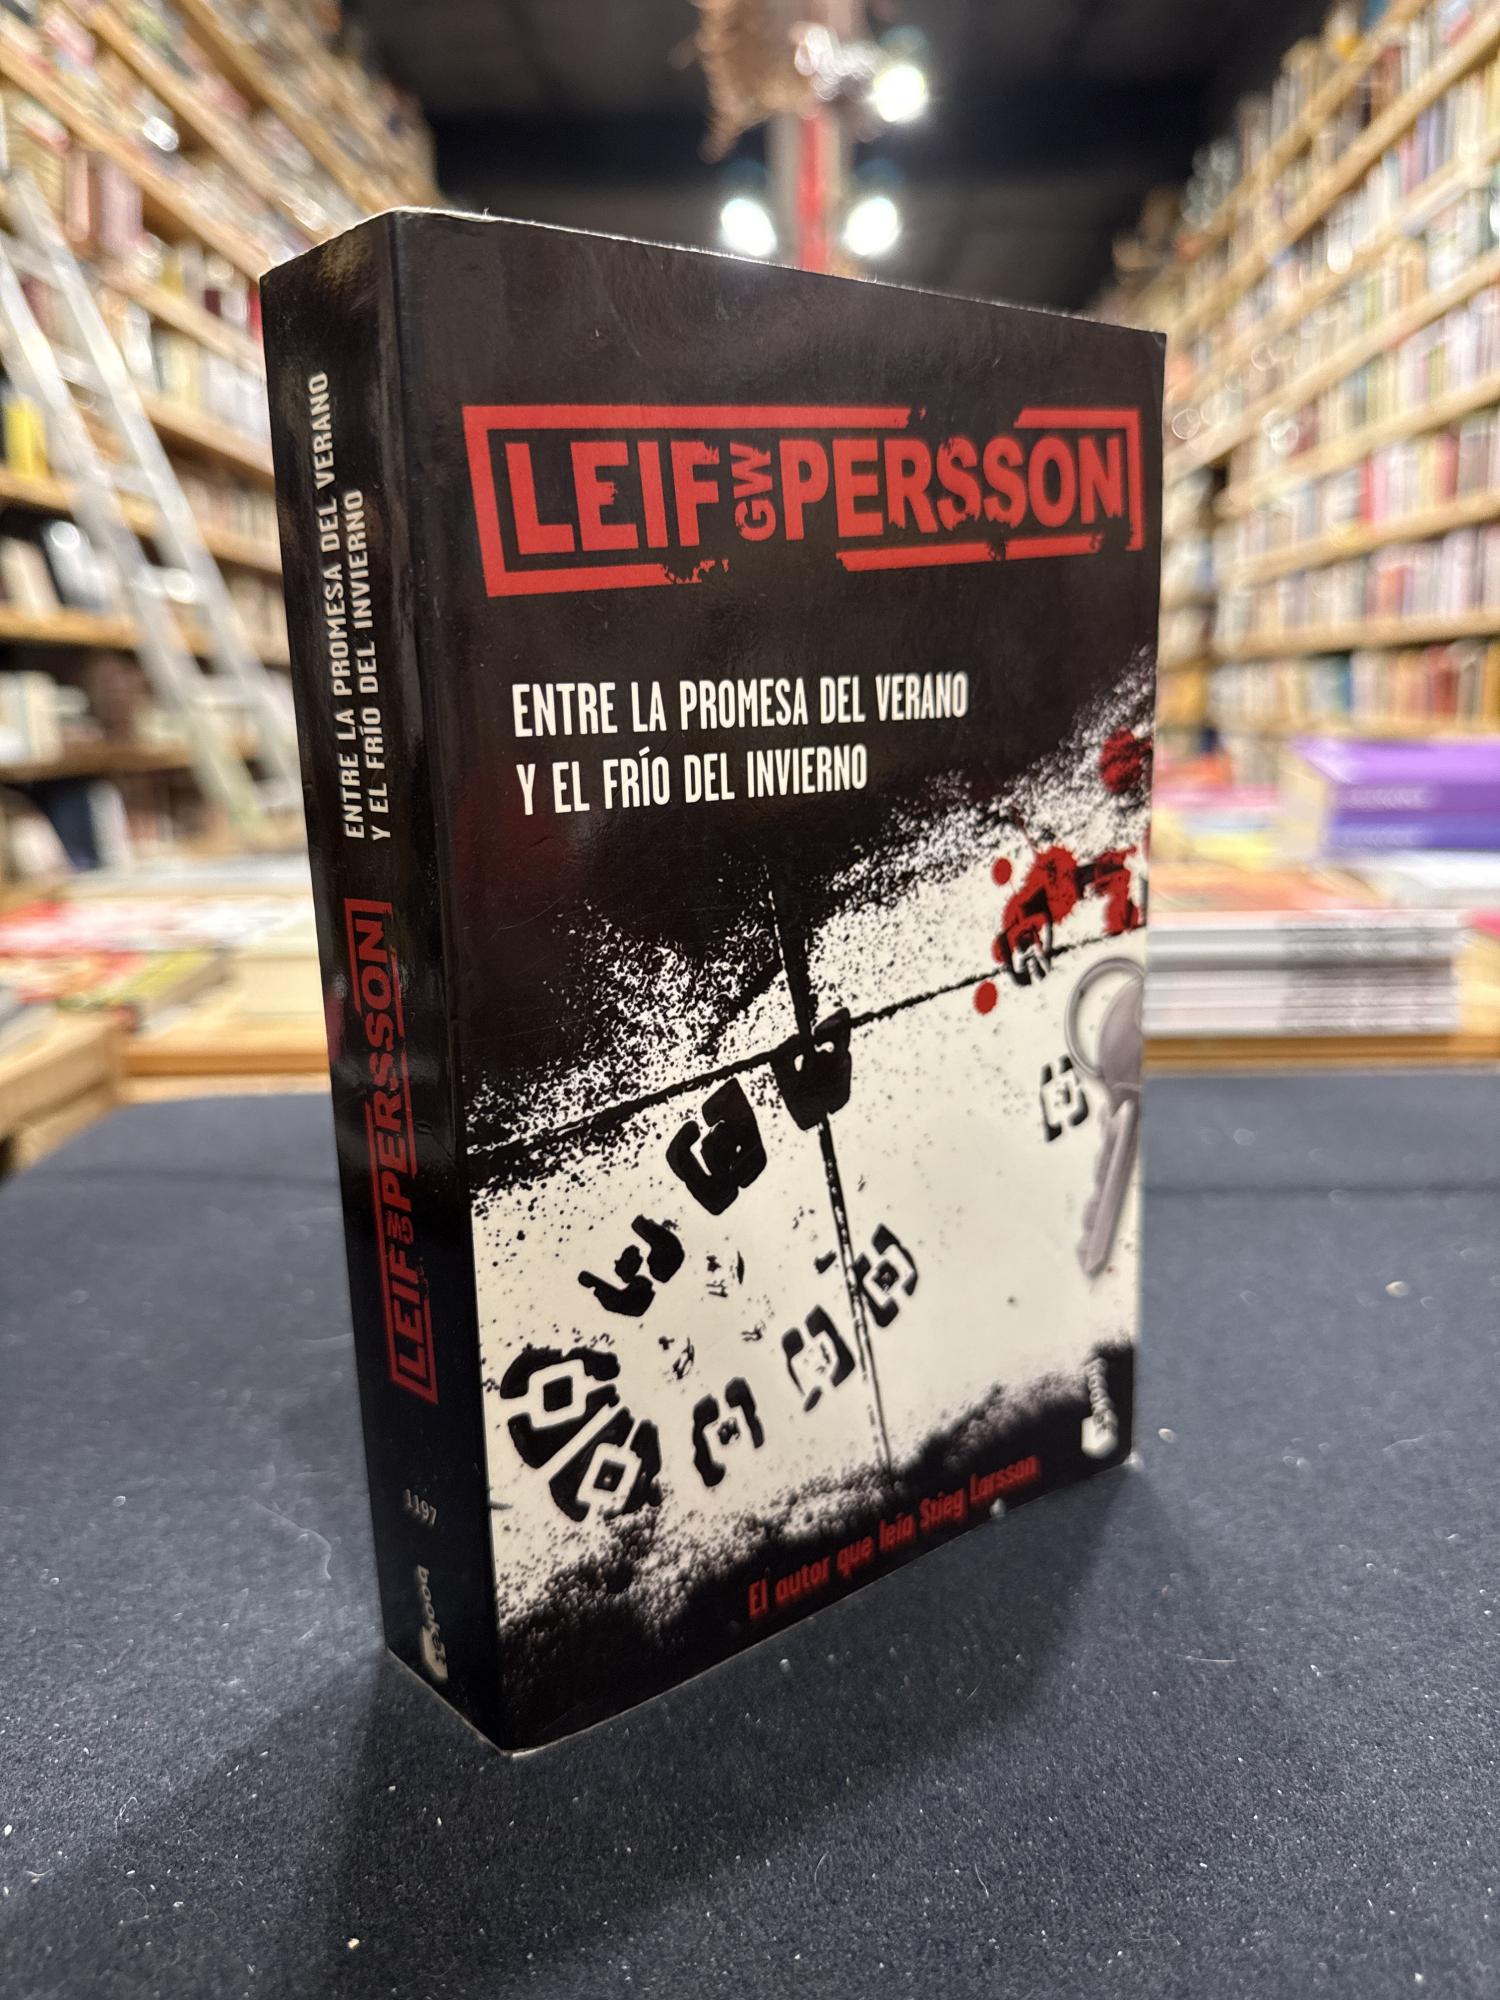 LEIF GW PERSSON
ENTRE LA PROMESA DEL VERANO
Y EL FRÍO DEL INVIERNO
El autor que leía Stieg Larsson
booket
ENTRE LA PROMESA DEL VERANO
Y EL FRÍO DEL INVIERNO
LEIF GW PERSSON
1197
booket